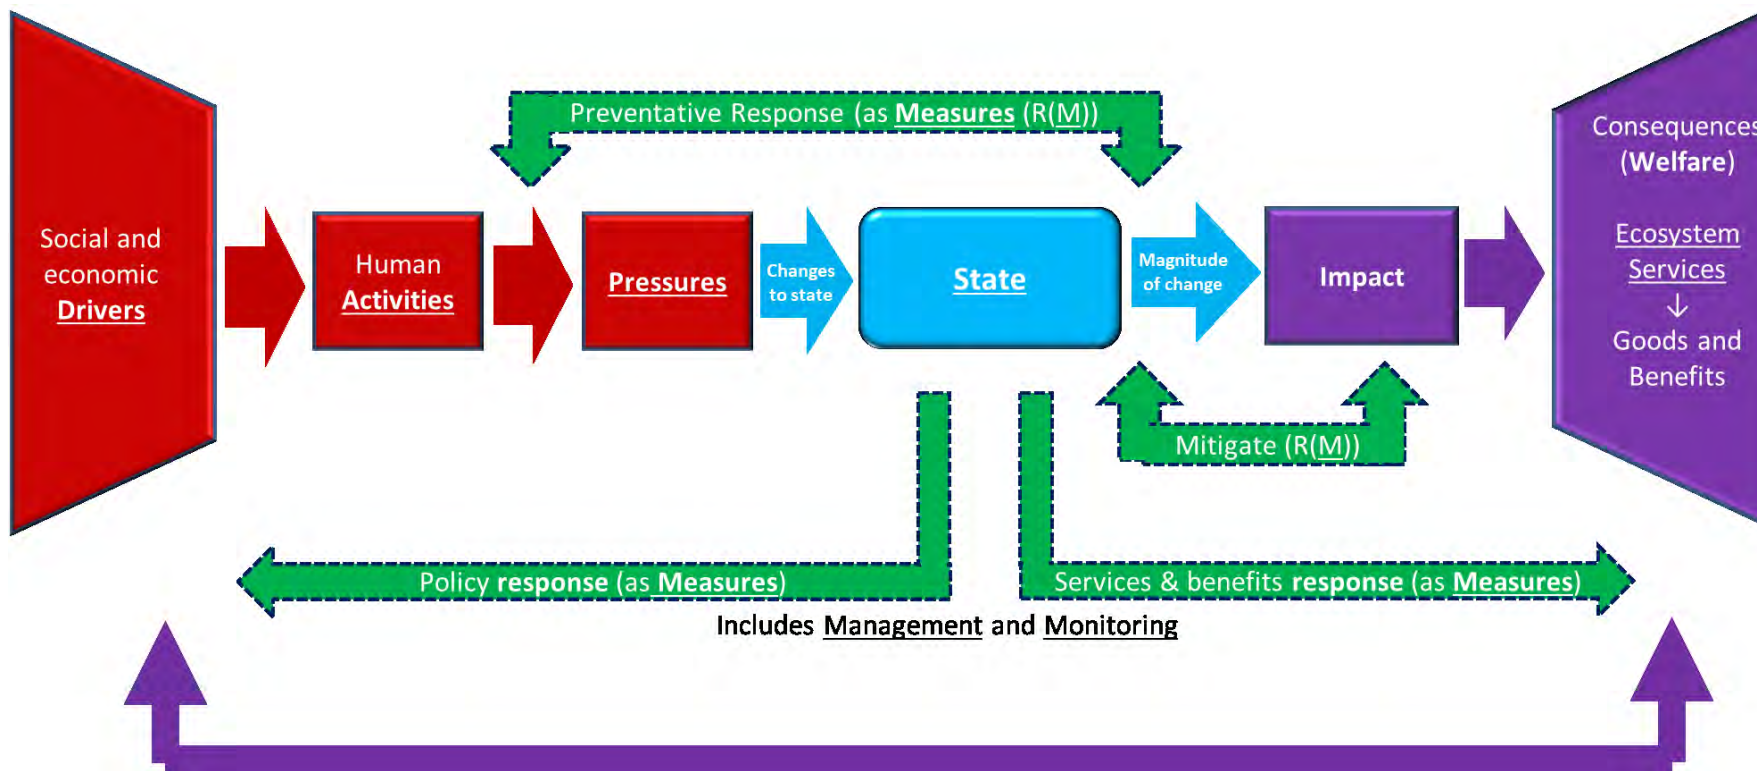 Preventative Response (as Measures (R(M))
Social and
economic
Drivers
Human
Activities
Pressures
Changes
to state
State
Magnitude
of change
Impact
Consequences
(Welfare)
Ecosystem
Services
↓
Goods and
Benefits
Mitigate (R(M))
Policy response (as Measures)
Services & benefits response (as Measures)
Includes Management and Monitoring